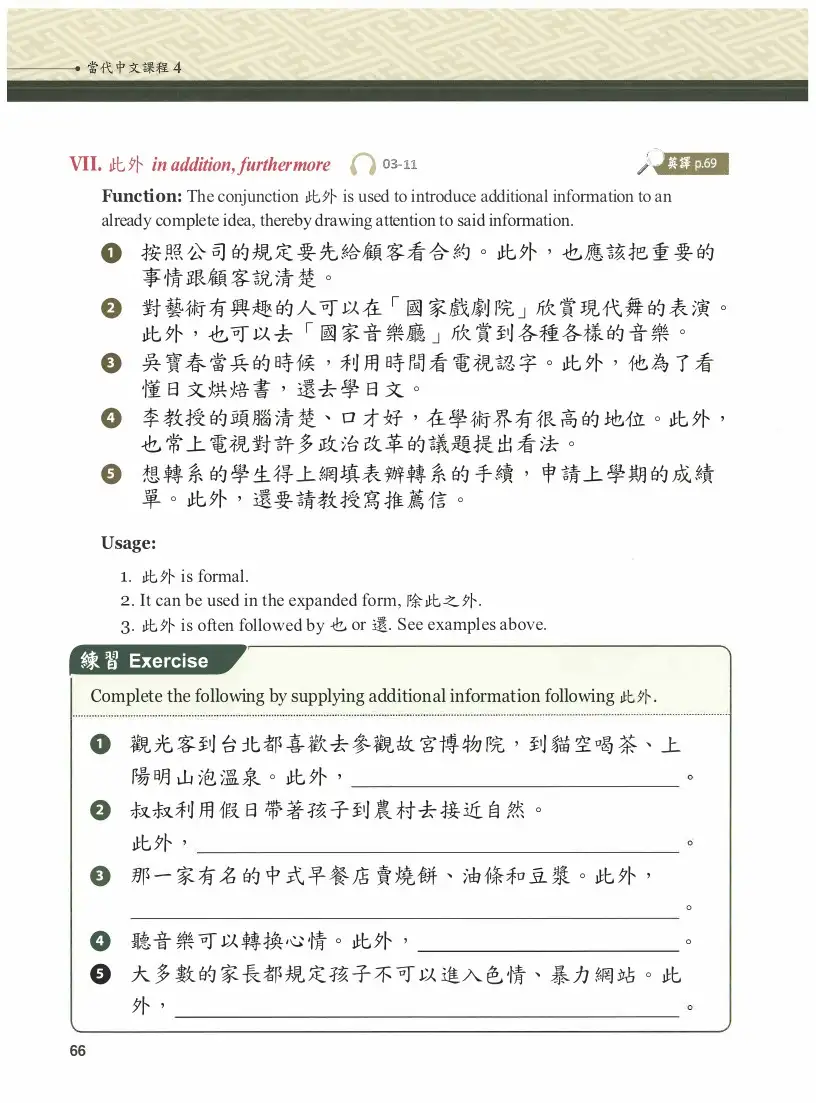 當代中文課程 4
VII. 此外 in addition, furthermore 03-11 英譯 p.69
Function: The conjunction 此外 is used to introduce additional information to an
already complete idea, thereby drawing attention to said information.
1 按照公司的規定要先給顧客看合約。此外,也應該把重要的
事情跟顧客說清楚。
2 對藝術有興趣的人可以在「國家戲劇院」欣賞現代舞的表演。
此外,也可以去「國家音樂廳」欣賞到各種各樣的音樂。
3 吳寶春當兵的時候,利用時間看電視認字。此外,他為了看
懂日文烘焙書,還去學日文。
4 李教授的頭腦清楚、口才好,在學術界有很高的地位。此外,
也常上電視對許多政治改革的議題提出看法。
5 想轉系的學生得上網填表辦轉系的手續,申請上學期的成績
單。此外,還要請教授寫推薦信。
Usage:
1. 此外 is formal.
2. It can be used in the expanded form, 除此之外.
3. 此外 is often followed by 也 or 還. See examples above.
練習 Exercise
Complete the following by supplying additional information following 此外.
1 觀光客到台北都喜歡去參觀故宮博物院,到貓空喝茶、上
陽明山泡溫泉。此外,。
2 叔叔利用假日帶著孩子到農村去接近自然。
此外,。
3 那一家有名的中式早餐店賣燒餅、油條和豆漿。此外,
。
4 聽音樂可以轉換心情。此外,。
5 大多數的家長都規定孩子不可以進入色情、暴力網站。此
外,。
66